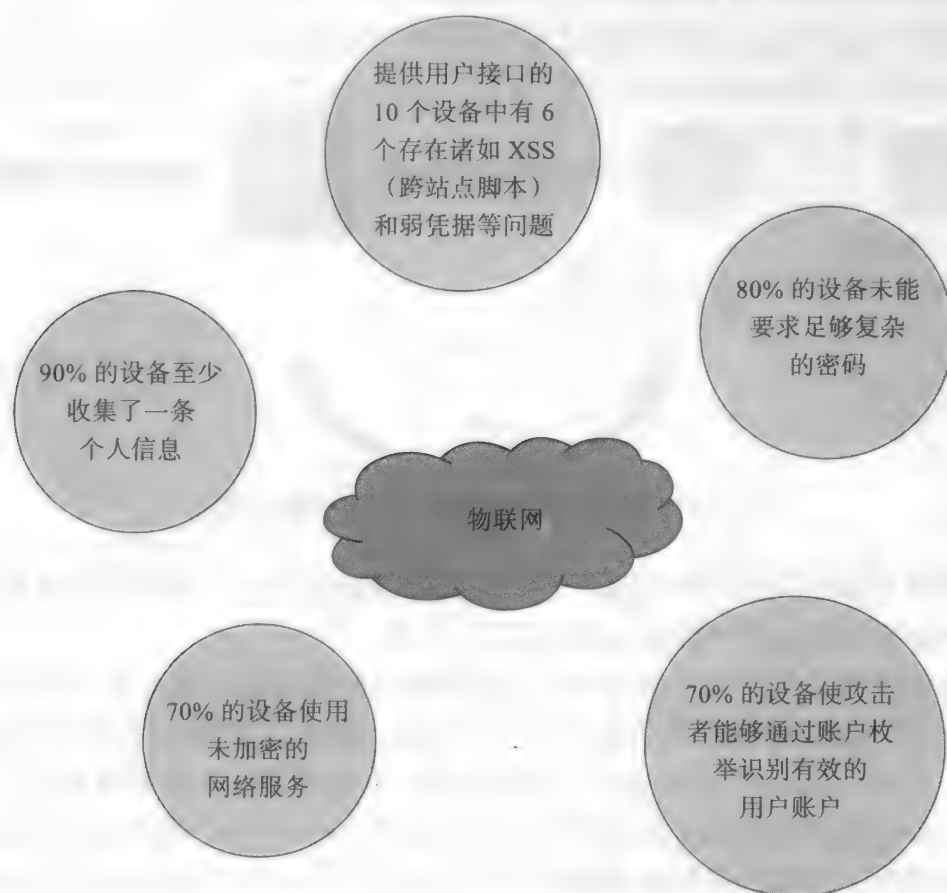 提供用户接口的
10 个设备中有 6
个存在诸如 XSS
（跨站点脚本）
和弱凭据等问题
80% 的设备未能
要求足够复杂
的密码
90% 的设备至少
收集了一条
个人信息
物联网
70% 的设备使用
未加密的
网络服务
70% 的设备使攻击
者能够通过账户枚
举识别有效的
用户账户